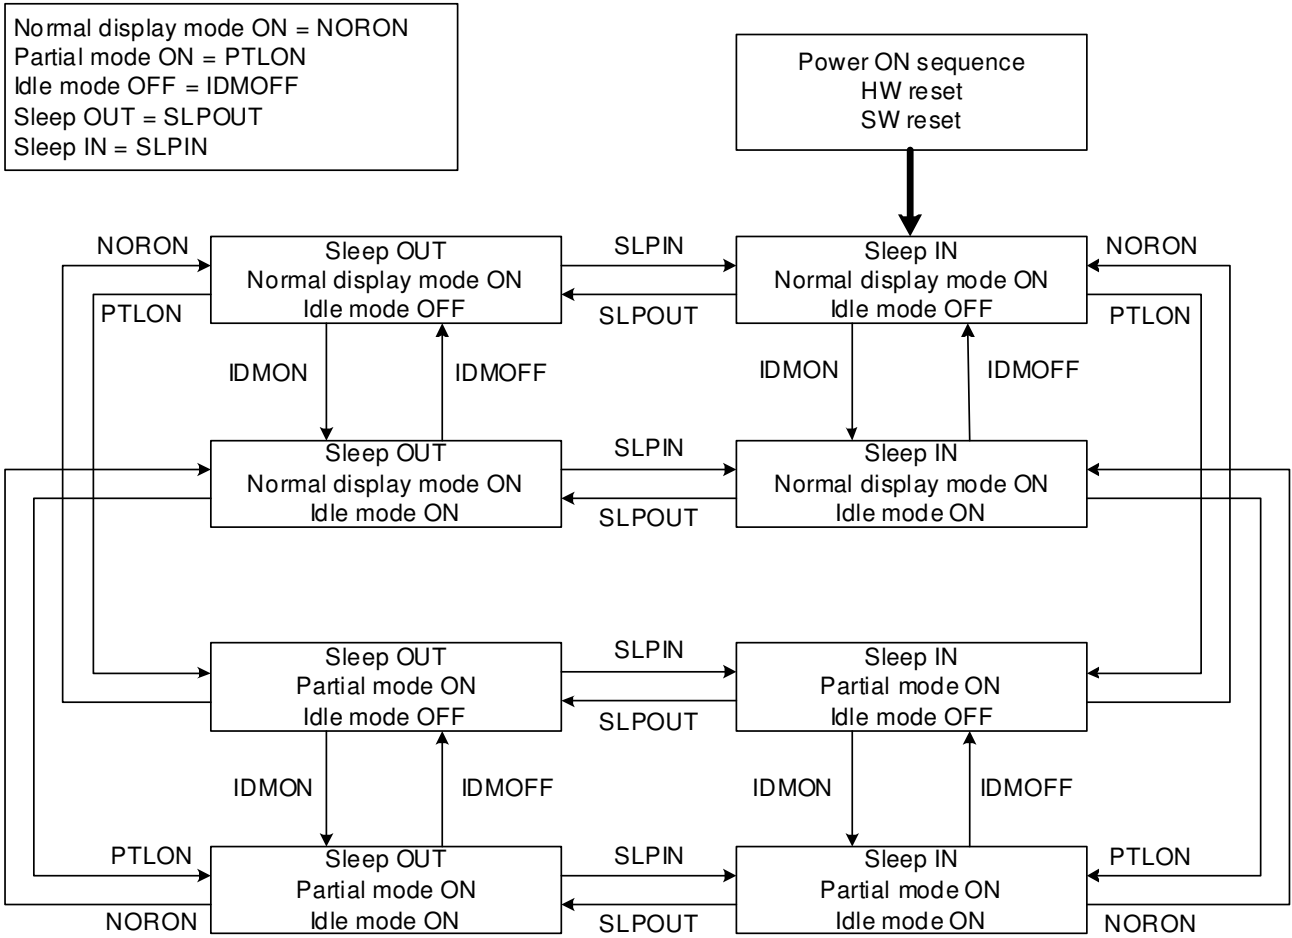 Normal display mode ON = NORON
Partial mode ON = PTLON
Idle mode OFF = IDMOFF
Sleep OUT = SLPOUT
Sleep IN = SLPIN
Power ON sequence
HW reset
SW reset
NORON
Sleep OUT
Normal display mode ON
Idle mode OFF
SLPIN
SLPOUT
Sleep IN
Normal display mode ON
Idle mode OFF
NORON
PTLON
PTLON
IDMON
IDMOFF
IDMON
IDMOFF
Sleep OUT
Normal display mode ON
Idle mode ON
SLPIN
SLPOUT
Sleep IN
Normal display mode ON
Idle mode ON
Sleep OUT
Partial mode ON
Idle mode OFF
SLPIN
SLPOUT
Sleep IN
Partial mode ON
Idle mode OFF
IDMON
IDMOFF
IDMON
IDMOFF
PTLON
NORON
Sleep OUT
Partial mode ON
Idle mode ON
SLPIN
SLPOUT
Sleep IN
Partial mode ON
Idle mode ON
PTLON
NORON